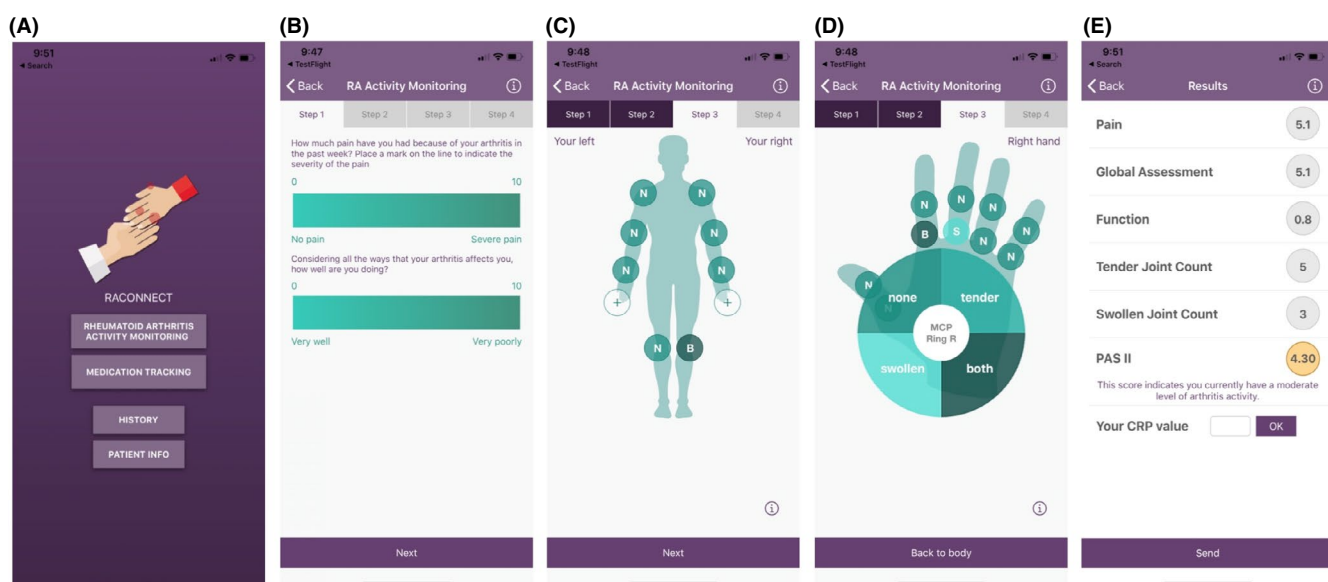 (A)
9:51
◄ Search
RACONNECT
RHEUMATOID ARTHRITIS
ACTIVITY MONITORING
MEDICATION TRACKING
HISTORY
PATIENT INFO
(B)
9:47
◄ TestFlight
Back RA Activity Monitoring i
Step 1 Step 2 Step 3 Step 4
How much pain have you had because of your arthritis in
the past week? Place a mark on the line to indicate the
severity of the pain
0 10
No pain Severe pain
Considering all the ways that your arthritis affects you,
how well are you doing?
0 10
Very well Very poorly
Next
(C)
9:48
◄ TestFlight
Back RA Activity Monitoring i
Step 1 Step 2 Step 3 Step 4
Your left Your right
N N
N N
N N
+ +
N B
i
Next
(D)
9:48
◄ TestFlight
Back RA Activity Monitoring i
Step 1 Step 2 Step 3 Step 4
Right hand
N N N
B S N N
N N
N
none tender
MCP
Ring R
swollen both
i
Back to body
(E)
9:51
◄ Search
Back Results i
Pain 5.1
Global Assessment 5.1
Function 0.8
Tender Joint Count 5
Swollen Joint Count 3
PAS II 4.30
This score indicates you currently have a moderate
level of arthritis activity.
Your CRP value OK
Send